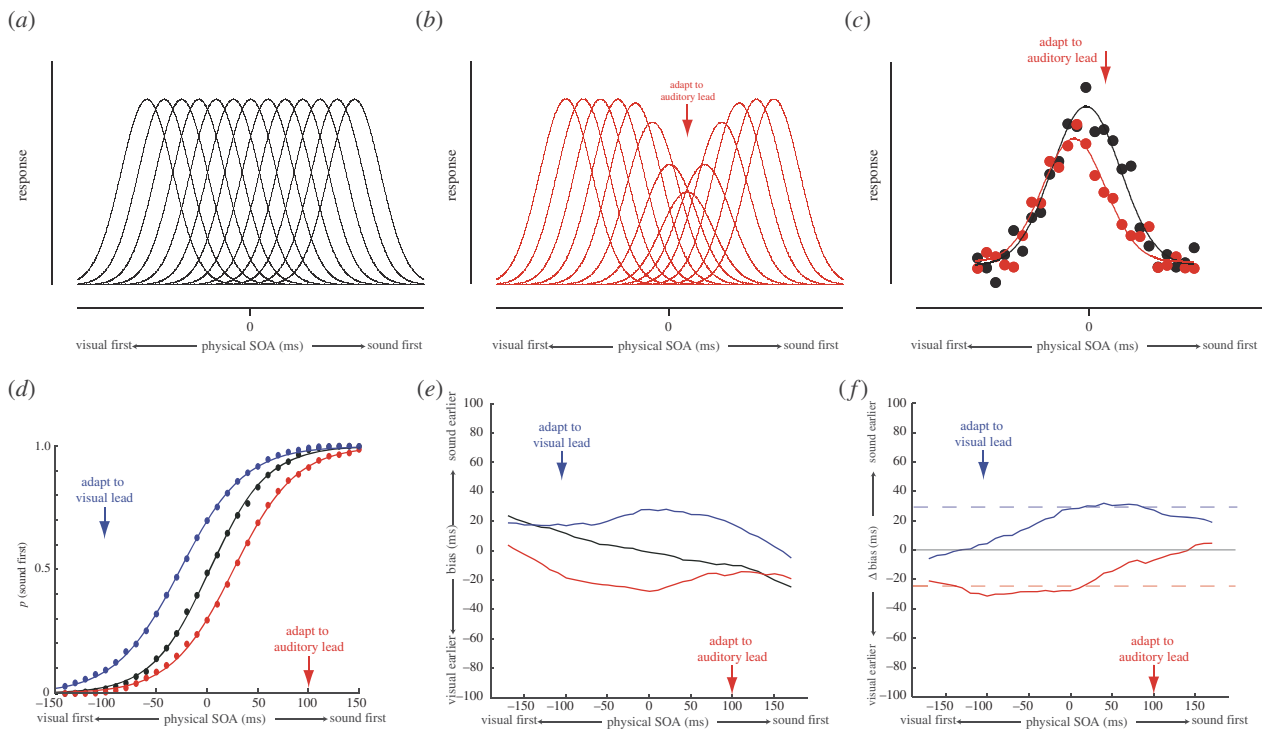 (a)
response
0
visual first
physical SOA (ms)
sound first
(b)
response
adapt to
auditory lead
0
visual first
physical SOA (ms)
sound first
(c)
response
adapt to
auditory lead
0
visual first
physical SOA (ms)
sound first
(d)
p (sound first)
1.0
0.5
0
adapt to
visual lead
adapt to
auditory lead
−150 −100 −50 0 50 100 150
visual first
physical SOA (ms)
sound first
(e)
visual earlier
bias (ms)
sound earlier
100
80
60
40
20
0
−20
−40
−60
−80
−100
adapt to
visual lead
adapt to
auditory lead
−150 −100 −50 0 50 100 150
visual first
physical SOA (ms)
sound first
(f)
visual earlier
Δ bias (ms)
sound earlier
100
80
60
40
20
0
−20
−40
−60
−80
−100
adapt to
visual lead
adapt to
auditory lead
−150 −100 −50 0 50 100 150
visual first
physical SOA (ms)
sound first